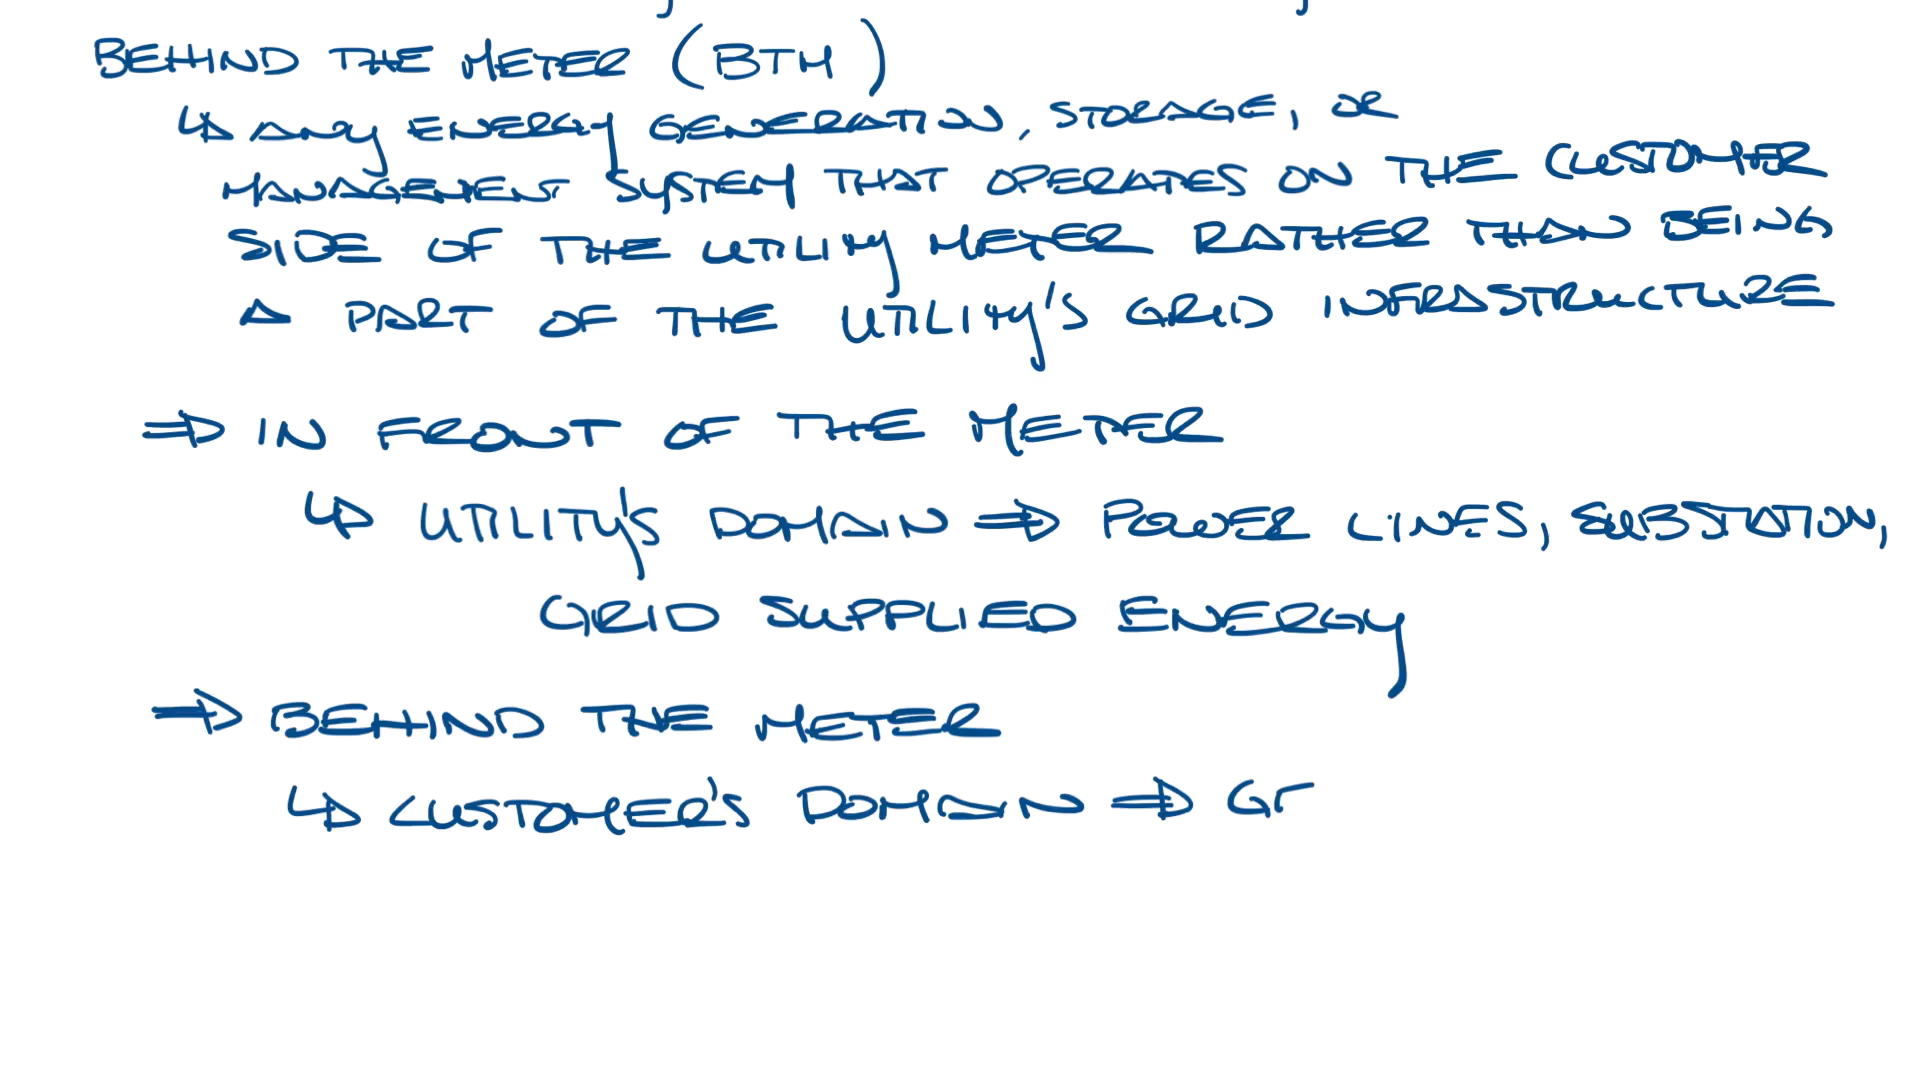 BEHIND THE METER (BTM)
↳ ANY ENERGY GENERATION, STORAGE, OR
MANAGEMENT SYSTEM THAT OPERATES ON THE CUSTOMER
SIDE OF THE UTILITY METER RATHER THAN BEING
A PART OF THE UTILITY'S GRID INFRASTRUCTURE
⇒ IN FRONT OF THE METER
↳ UTILITY'S DOMAIN ⇒ POWER LINES, SUBSTATION,
GRID SUPPLIED ENERGY
⇒ BEHIND THE METER
↳ CUSTOMER'S DOMAIN ⇒ G